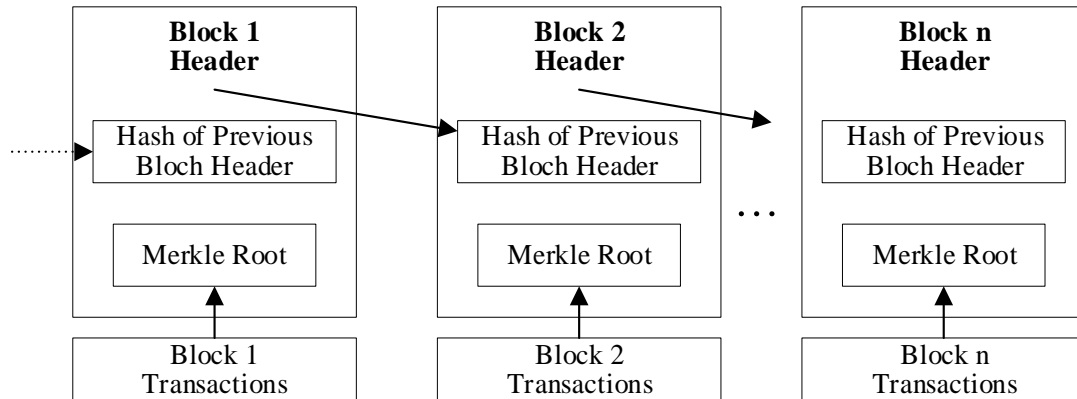 Block 1
Header
Hash of Previous
Bloch Header
Merkle Root
Block 1
Transactions
Block 2
Header
Hash of Previous
Bloch Header
Merkle Root
Block 2
Transactions
...
Block n
Header
Hash of Previous
Bloch Header
Merkle Root
Block n
Transactions